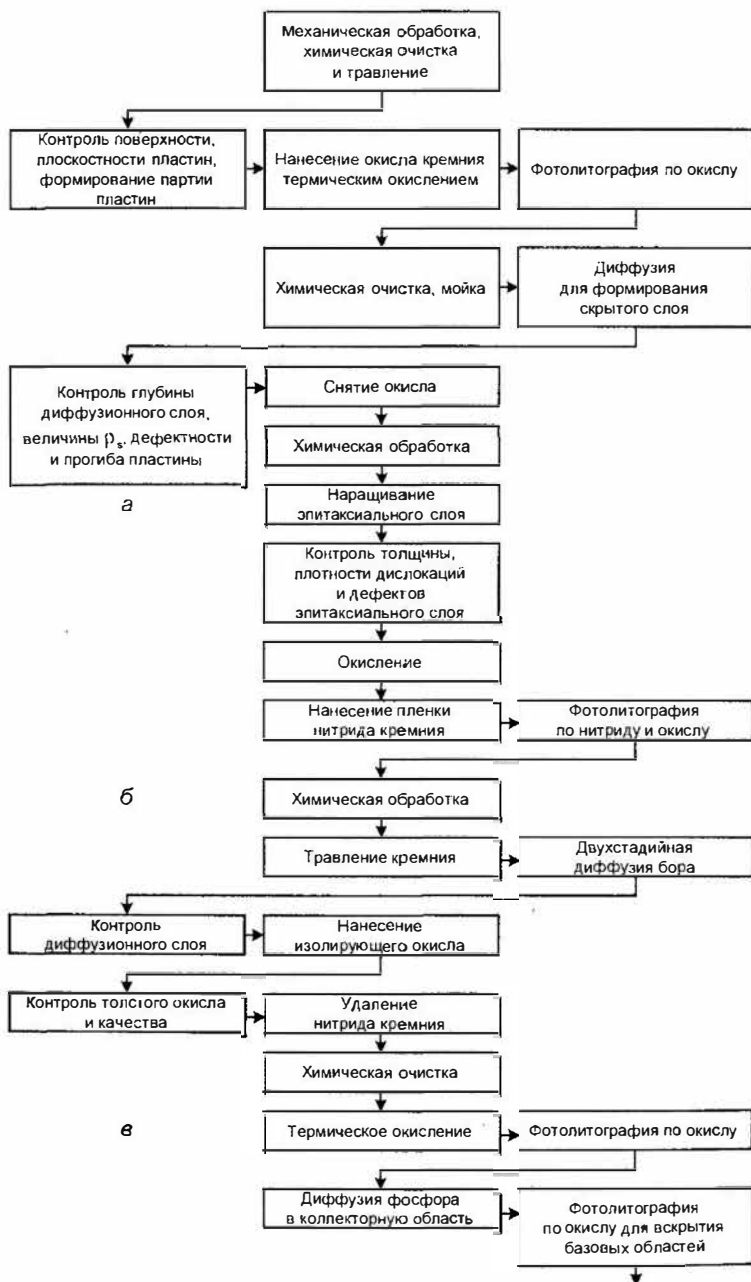 Механическая обработка,
химическая очистка
и травление
Контроль поверхности,
плоскостности пластин,
формирование партии
пластин
Нанесение окисла кремния
термическим окислением
Фотолитография по окислу
Химическая очистка, мойка
Диффузия
для формирования
скрытого слоя
Контроль глубины
диффузионного слоя,
величины ρₛ, дефектности
и прогиба пластины
Снятие окисла
Химическая обработка
а
Наращивание
эпитаксиального слоя
Контроль толщины,
плотности дислокаций
и дефектов
эпитаксиального слоя
Окисление
Нанесение пленки
нитрида кремния
Фотолитография
по нитриду и окислу
б
Химическая обработка
Травление кремния
Двухстадийная
диффузия бора
Контроль
диффузионного слоя
Нанесение
изолирующего окисла
Контроль толстого окисла
и качества
Удаление
нитрида кремния
Химическая очистка
в
Термическое окисление
Фотолитография по окислу
Диффузия фосфора
в коллекторную область
Фотолитография
по окислу для вскрытия
базовых областей